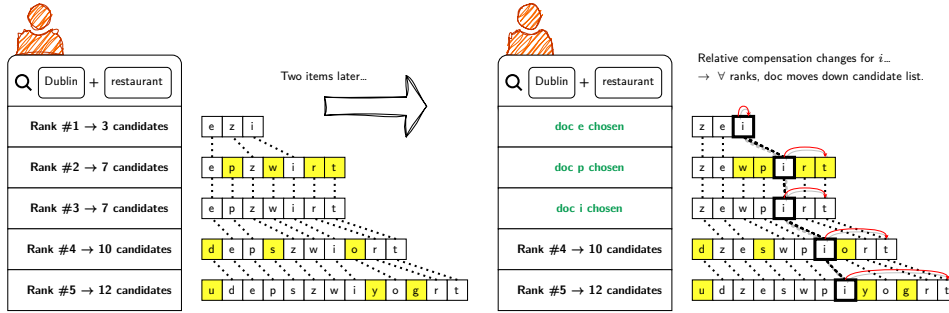 Dublin + restaurant
Two items later...
Rank #1 → 3 candidates
e z i
Rank #2 → 7 candidates
e p z w i r t
Rank #3 → 7 candidates
e p z w i r t
Rank #4 → 10 candidates
d e p s z w i o r t
Rank #5 → 12 candidates
u d e p s z w i y o g r t
Relative compensation changes for i...
→ ∀ ranks, doc moves down candidate list.
Dublin + restaurant
doc e chosen
z e i
doc p chosen
z e w p i r t
doc i chosen
z e w p i r t
Rank #4 → 10 candidates
d z e s w p i o r t
Rank #5 → 12 candidates
u d z e s w p i y o g r t